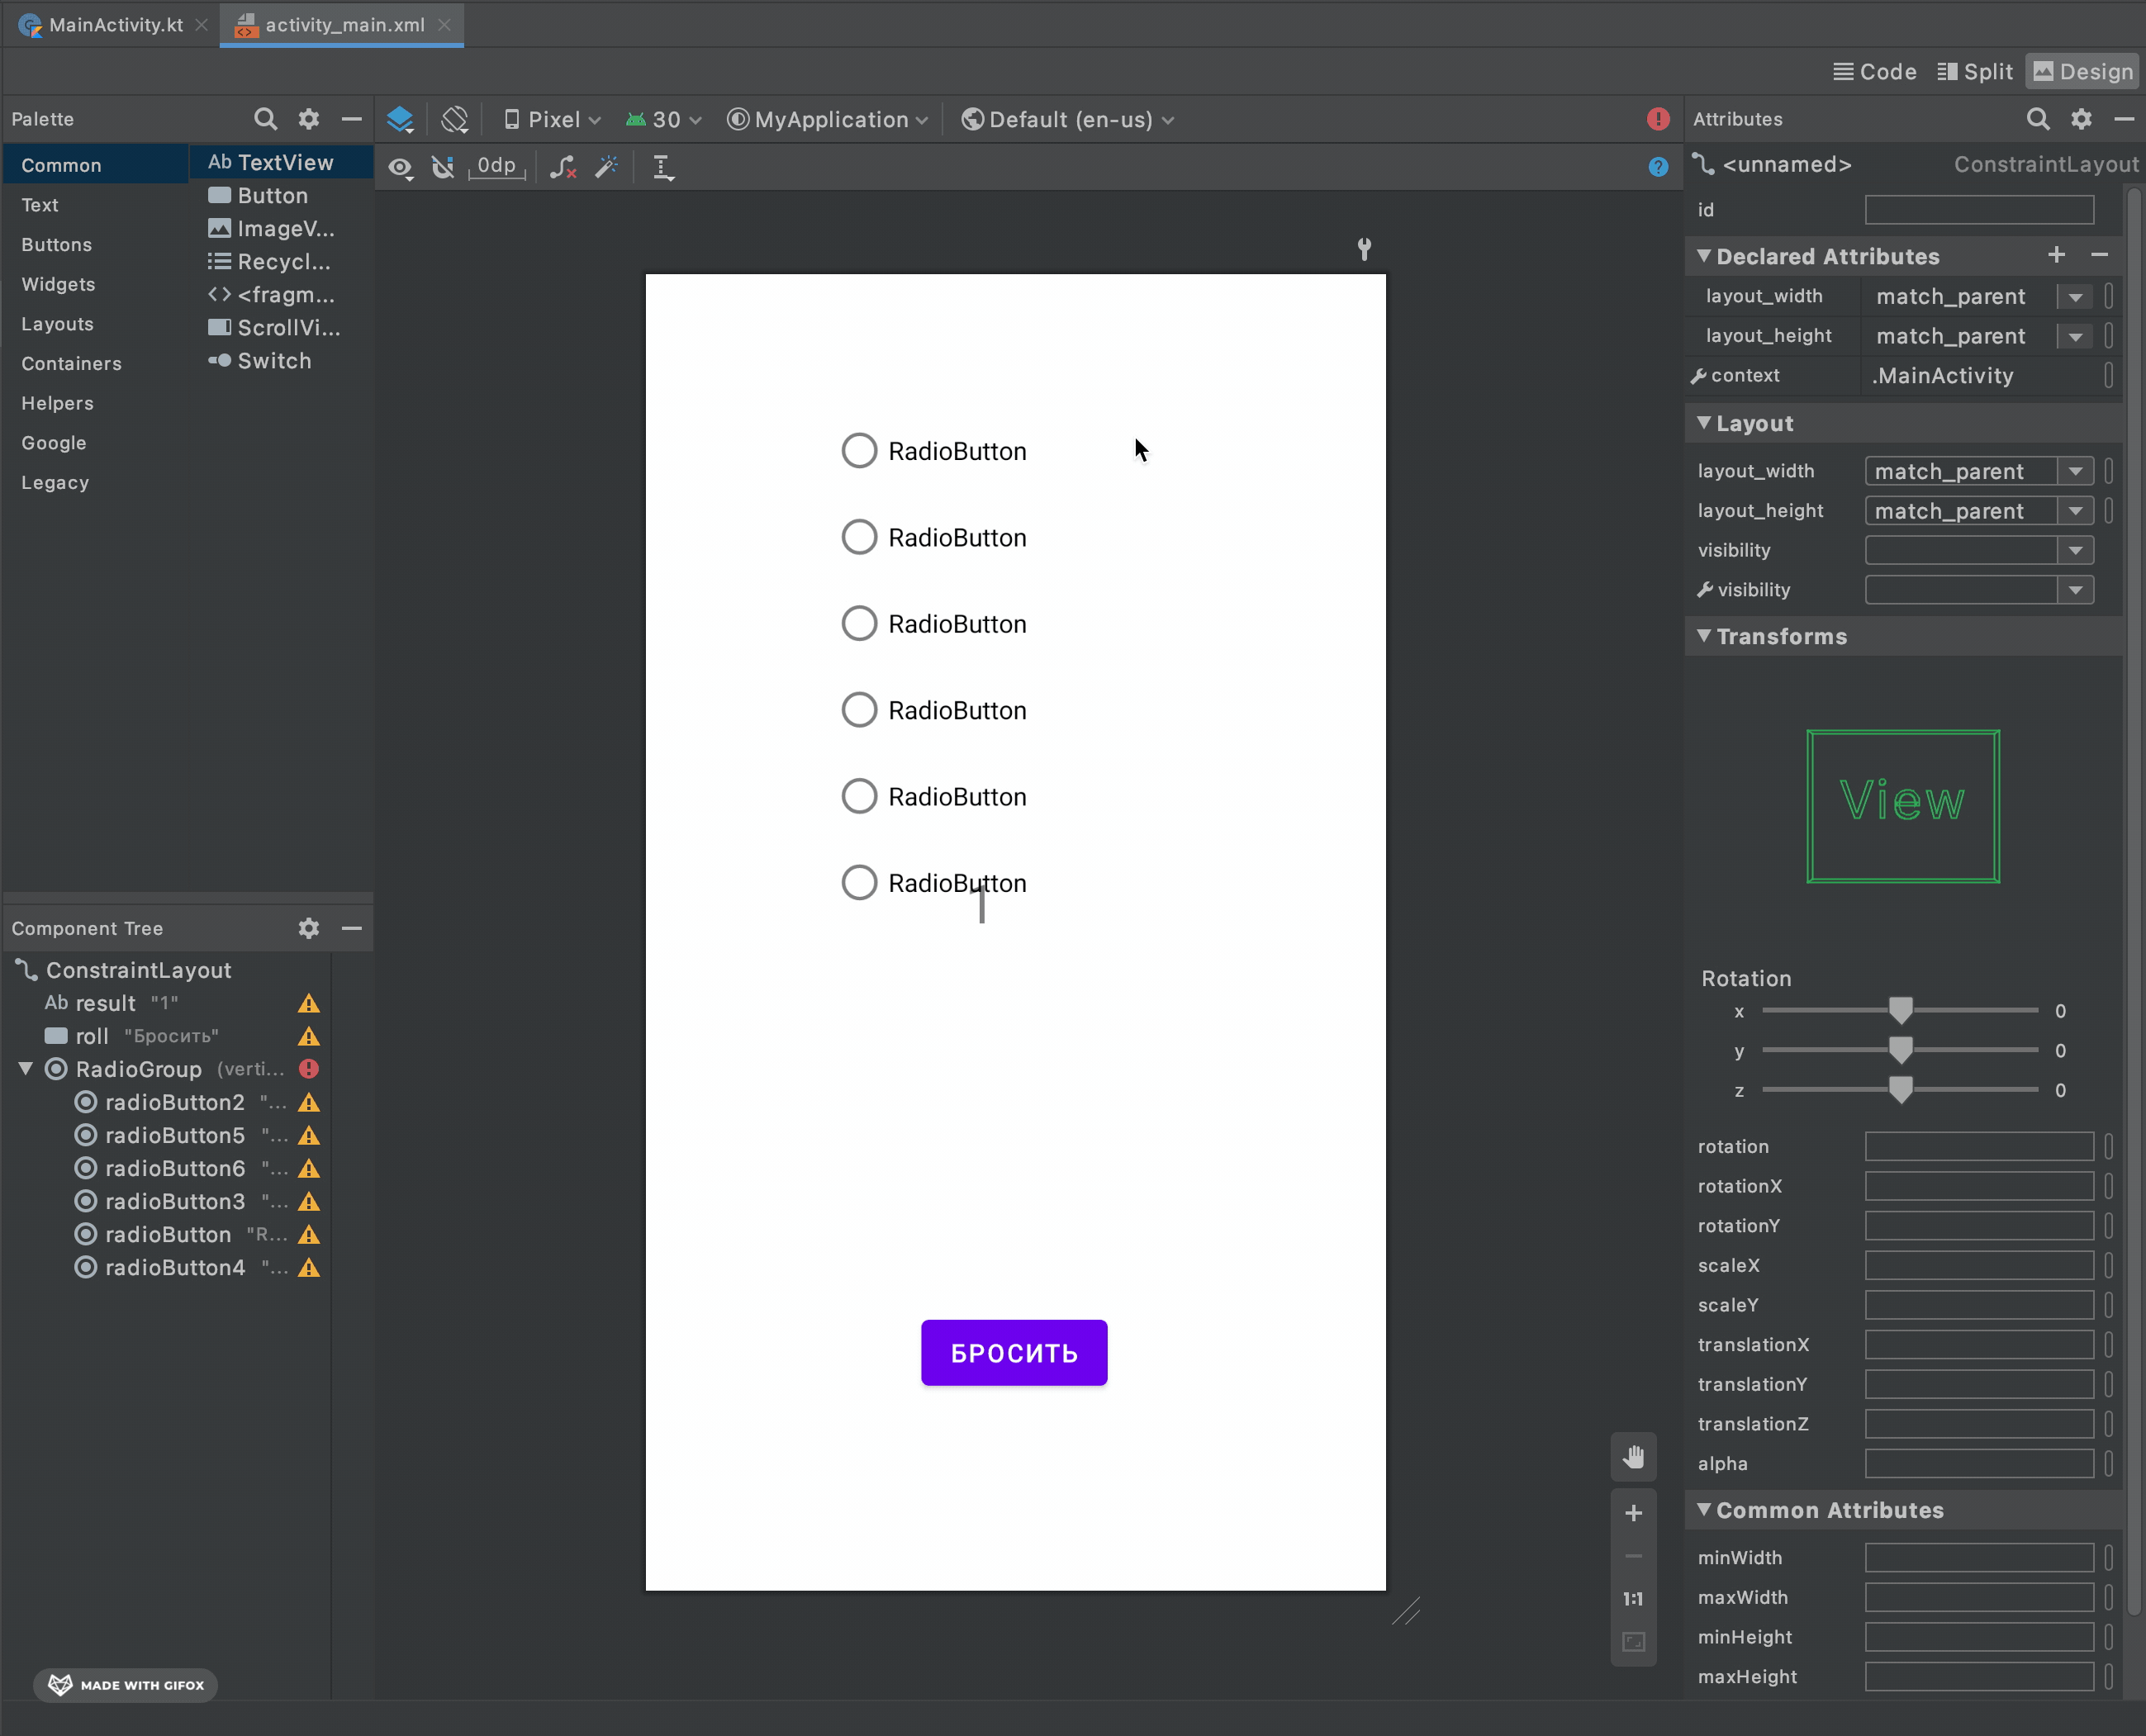 MainActivity.kt
activity_main.xml
Code
Split
Design
Palette
Pixel
30
MyApplication
Default (en-us)
Attributes
Common
Text
Buttons
Widgets
Layouts
Containers
Helpers
Google
Legacy
Ab TextView
Button
ImageV...
Recycl...
<fragm...
ScrollVi...
Switch
0dp
<unnamed>
ConstraintLayout
id
Declared Attributes
layout_width match_parent
layout_height match_parent
context .MainActivity
Layout
layout_width match_parent
layout_height match_parent
visibility
visibility
Transforms
View
Rotation
x 0
y 0
z 0
rotation
rotationX
rotationY
scaleX
scaleY
translationX
translationY
translationZ
alpha
Common Attributes
minWidth
maxWidth
minHeight
maxHeight
RadioButton
RadioButton
RadioButton
RadioButton
RadioButton
RadioButton
1
БРОСИТЬ
1:1
Component Tree
ConstraintLayout
Ab result "1"
roll "Бросить"
RadioGroup (verti...
radioButton2 "...
radioButton5 "...
radioButton6 "...
radioButton3 "...
radioButton "R...
radioButton4 "...
MADE WITH GIFOX